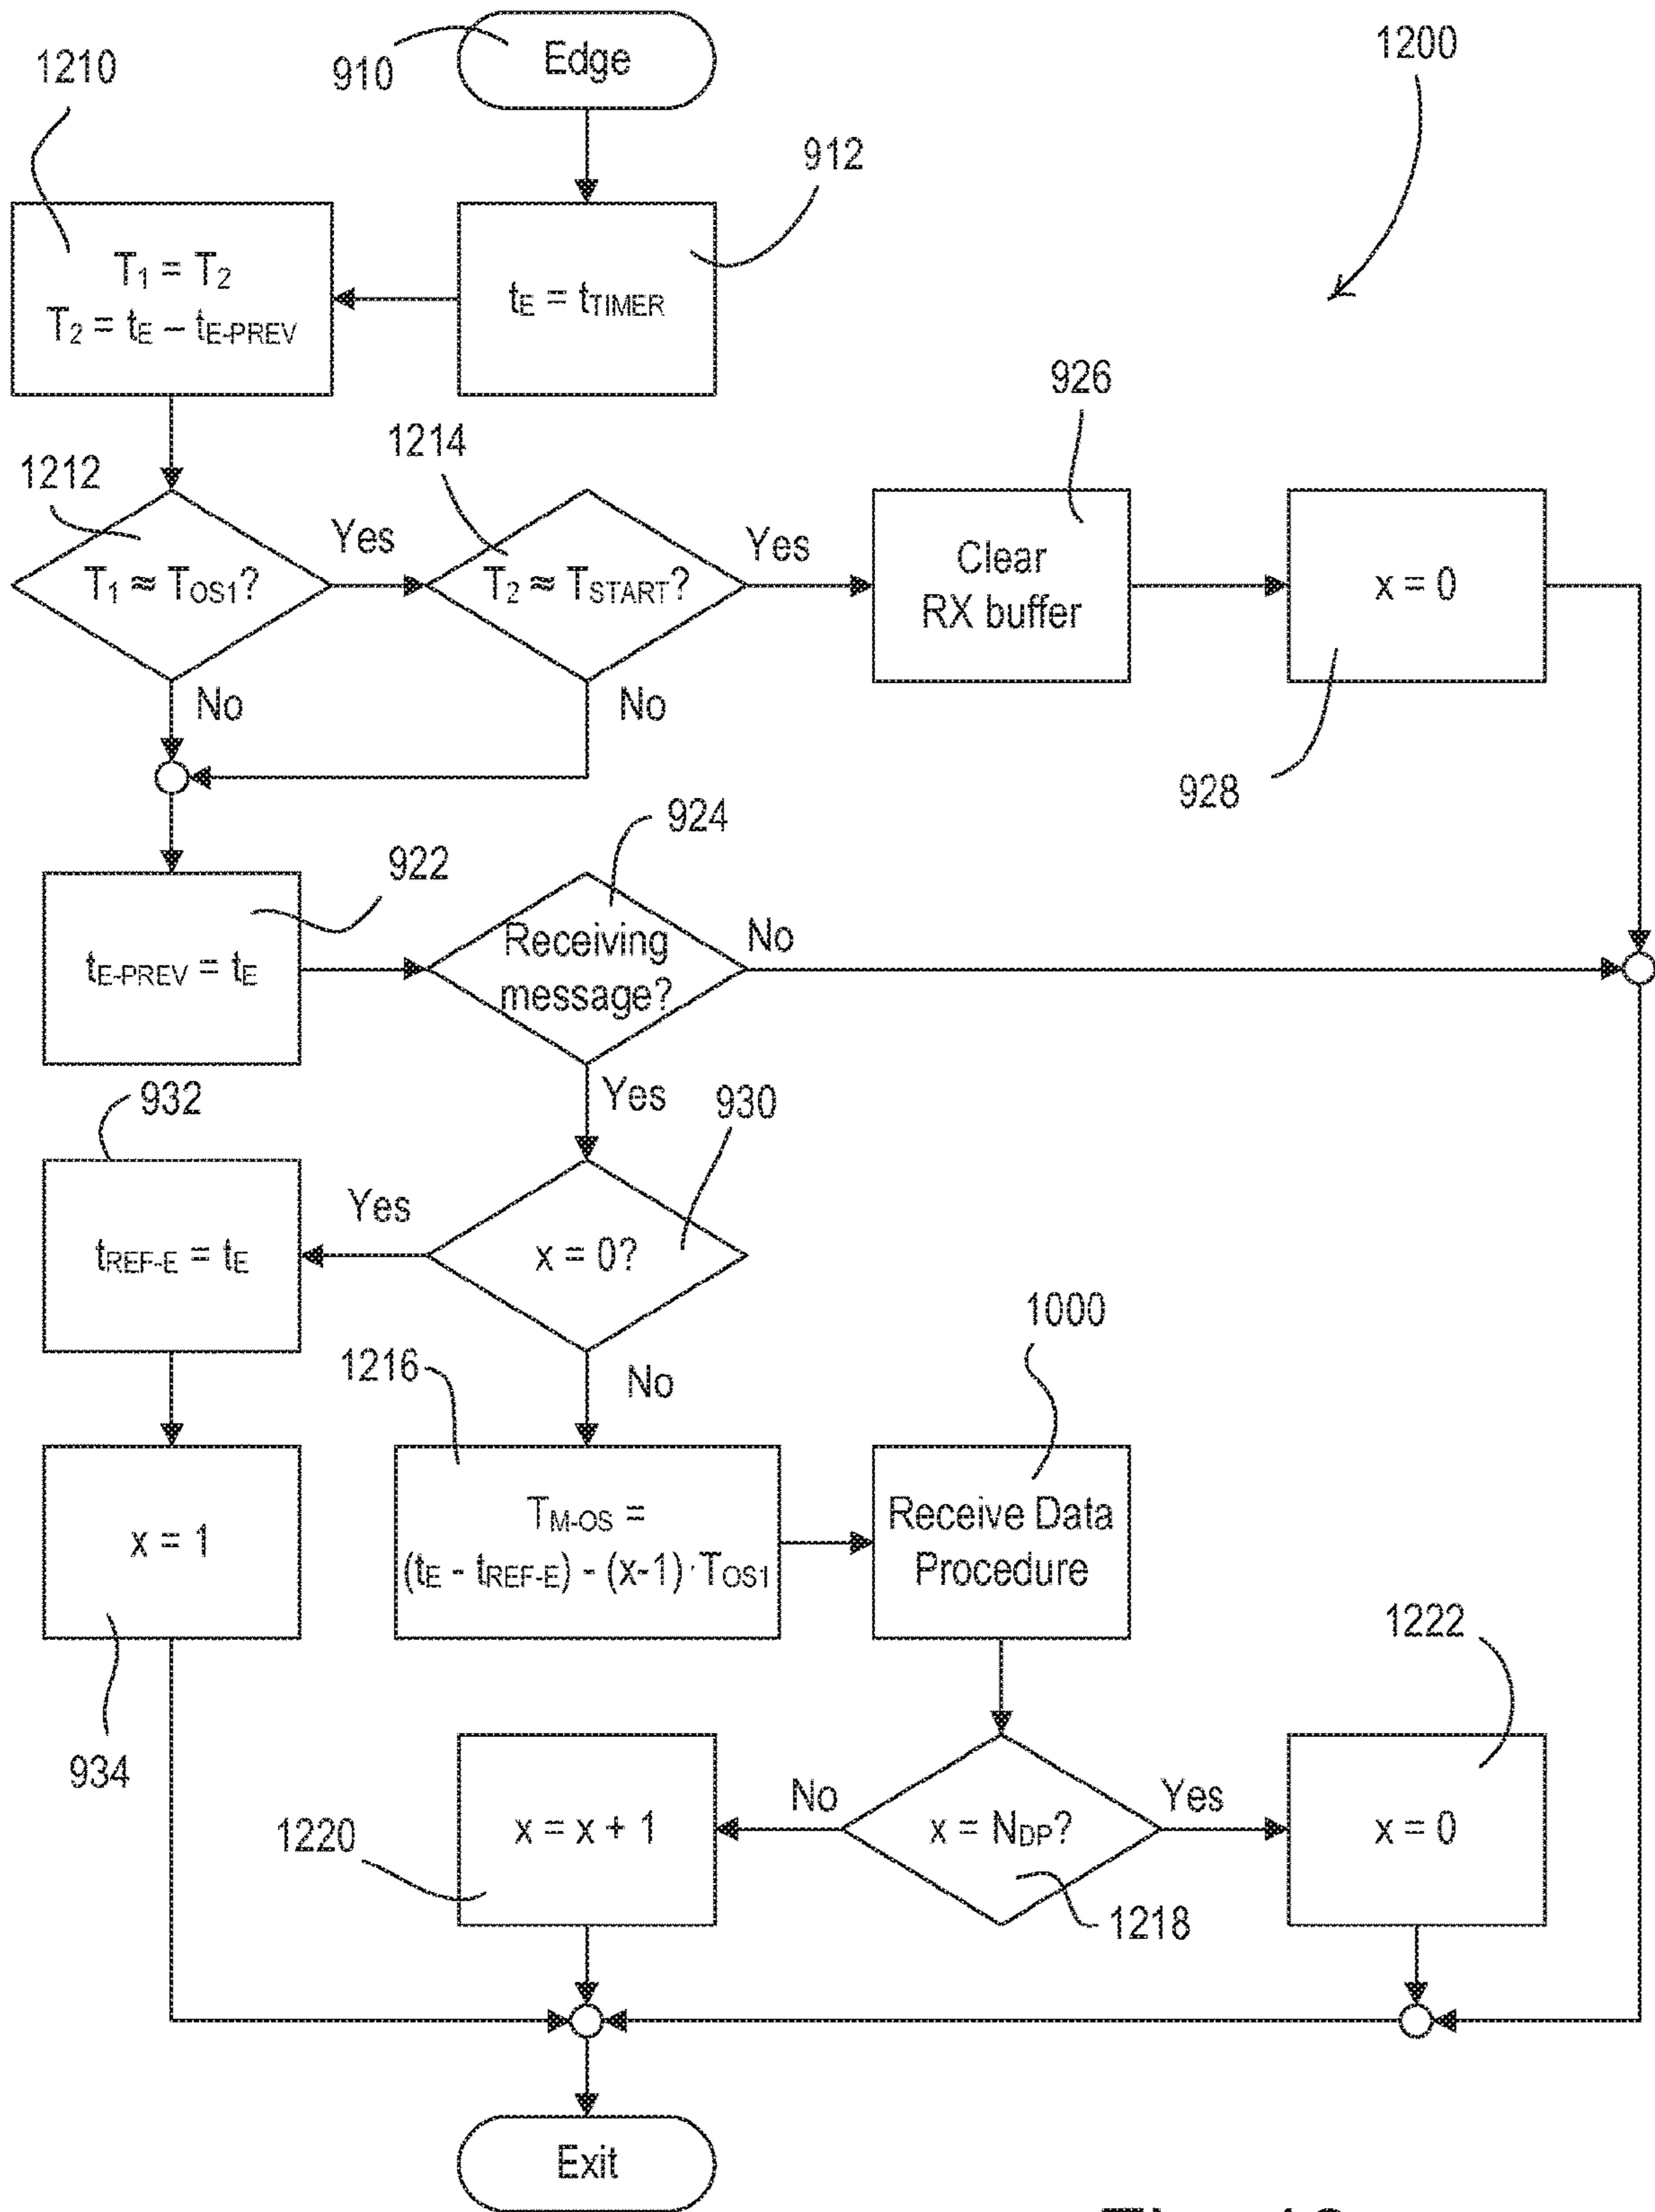 Edge
910
1200
1210
912
T1 = T2
T2 = tE – tE-PREV
tE = tTIMER
926
1214
1212
Yes
Yes
T1 ≈ TOS1?
T2 ≈ TSTART?
Clear
RX buffer
x = 0
No
No
928
924
922
tE-PREV = tE
Receiving
message?
No
Yes
932
930
Yes
tREF-E = tE
x = 0?
1000
1216
No
x = 1
TM-OS =
(tE - tREF-E) - (x-1) · TOS1
Receive Data
Procedure
1222
934
No
Yes
1220
x = x + 1
x = NDP?
x = 0
1218
Exit